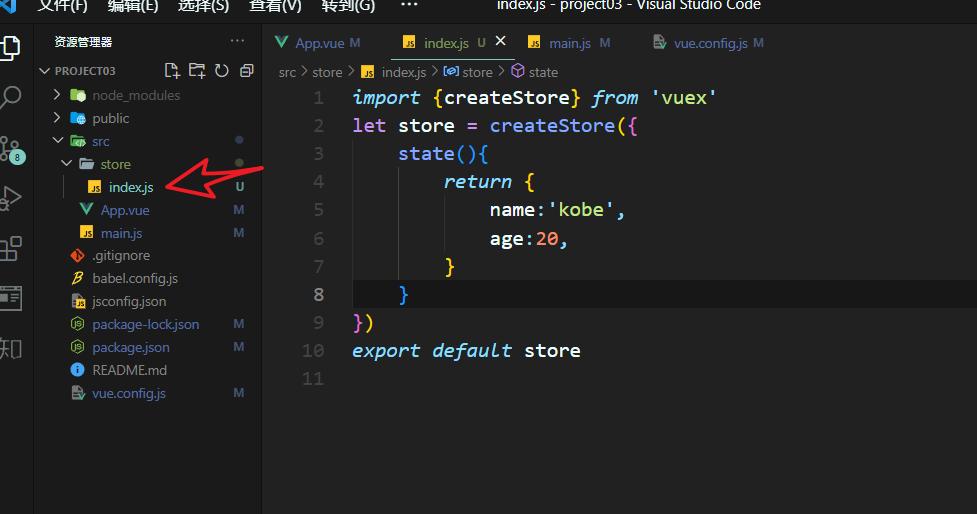 文件(F) 编辑(E) 选择(S) 查看(V) 转到(G) ··· index.js - project03 - Visual Studio Code
资源管理器 ···
PROJECT03
node_modules
public
src
store
index.js U
App.vue M
main.js M
.gitignore
babel.config.js
jsconfig.json
package-lock.json M
package.json M
README.md
vue.config.js M
8
知
App.vue M index.js U main.js M vue.config.js M
src > store > index.js > store > state
1 import {createStore} from 'vuex'
2 let store = createStore({
3 state(){
4 return {
5 name:'kobe',
6 age:20,
7 }
8 }
9 })
10 export default store
11